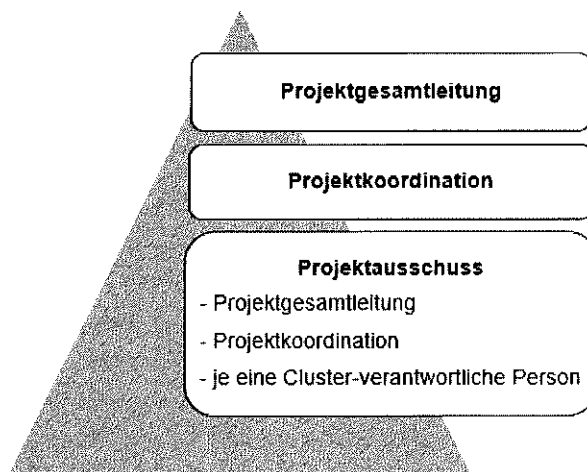 Projektgesamtleitung
Projektkoordination
Projektausschuss
- Projektgesamtleitung
- Projektkoordination
- je eine Cluster-verantwortliche Person